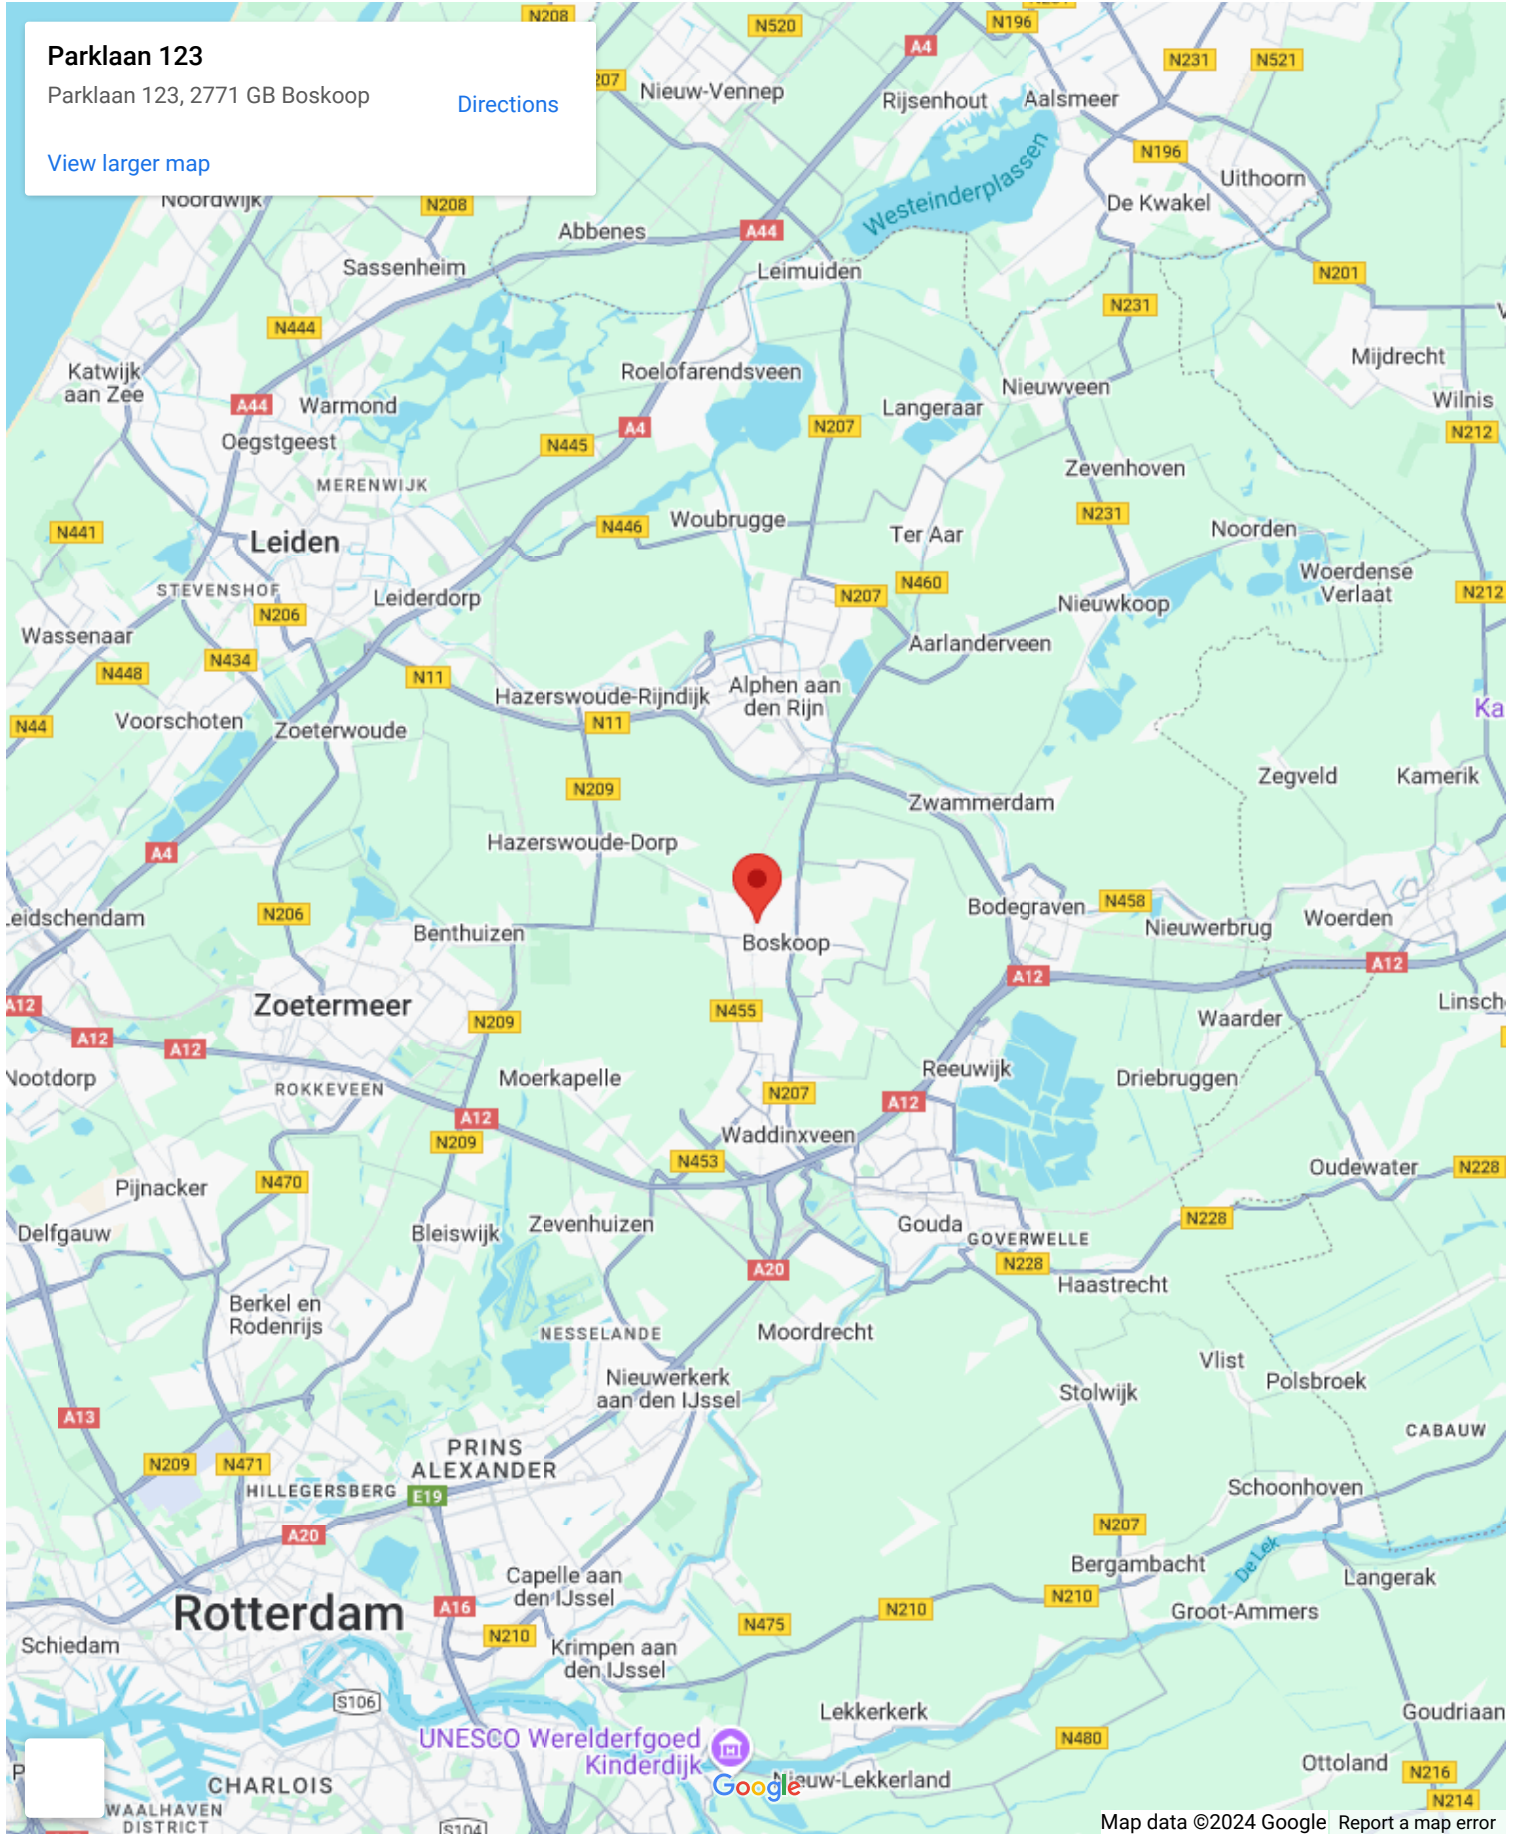 N208
Parklaan 123
Parklaan 123, 2771 GB Boskoop
Directions
View larger map
N520
N196
A4
N231
N521
207
Nieuw-Vennep
Rijsenhout
Aalsmeer
N196
Westeinderplassen
Uithoorn
De Kwakel
Noordwijk
N208
Abbenes
A44
Sassenheim
Leimuiden
N201
N231
N444
Katwijk
aan Zee
Roelofarendsveen
Mijdrecht
A44
Warmond
Nieuwveen
Langeraar
Wilnis
Oegstgeest
N445
A4
N207
N212
MERENWIJK
Zevenhoven
N441
Leiden
N446
Woubrugge
Ter Aar
N231
Noorden
STEVENSHOF
Leiderdorp
N207
N460
Nieuwkoop
Woerdense
Verlaat
N212
N206
Wassenaar
N434
N448
N11
Aarlanderveen
Hazerswoude-Rijndijk
Alphen aan
den Rijn
N44
Voorschoten
Zoeterwoude
N11
Ka
N209
Zegveld
Kamerik
Zwammerdam
A4
Hazerswoude-Dorp
eidschendam
N206
Benthuizen
Boskoop
Bodegraven
N458
Nieuwerbrug
Woerden
A12
A12
A12
Zoetermeer
N209
N455
Linsch
Waarder
A12
A12
Nootdorp
ROKKEVEEN
Moerkapelle
N207
Reeuwijk
A12
Driebruggen
A12
N209
Waddinxveen
N453
Pijnacker
N470
Oudewater
N228
Delfgauw
Bleiswijk
Zevenhuizen
Gouda
GOVERWELLE
N228
N228
A20
Haastrecht
Berkel en
Rodenrijs
NESSELANDE
Moordrecht
Vlist
Polsbroek
Nieuwerkerk
aan den IJssel
Stolwijk
A13
CABAUW
N209
N471
PRINS
ALEXANDER
HILLEGERSBERG
E19
Schoonhoven
A20
N207
De Lek
Bergambacht
Langerak
Capelle aan
den IJssel
Rotterdam
A16
N210
N210
Groot-Ammers
N475
N210
Schiedam
Krimpen aan
den IJssel
S106
Lekkerkerk
Goudriaan
UNESCO Werelderfgoed
Kinderdijk
N480
Ottoland
P
CHARLOIS
Google
Nieuw-Lekkerland
N216
N214
WAALHAVEN
DISTRICT
S104
Map data ©2024 Google
Report a map error